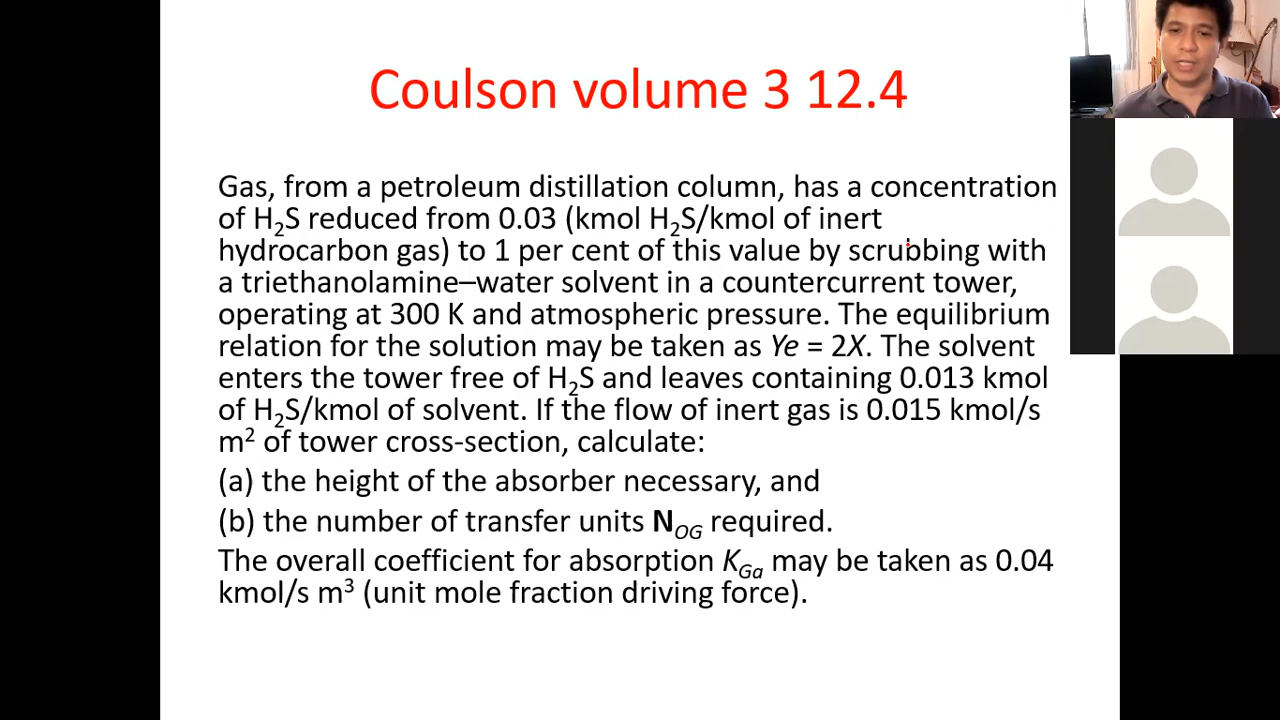 Coulson volume 3 12.4
Gas, from a petroleum distillation column, has a concentration
of H₂S reduced from 0.03 (kmol H₂S/kmol of inert
hydrocarbon gas) to 1 per cent of this value by scrubbing with
a triethanolamine–water solvent in a countercurrent tower,
operating at 300 K and atmospheric pressure. The equilibrium
relation for the solution may be taken as Ye = 2X. The solvent
enters the tower free of H₂S and leaves containing 0.013 kmol
of H₂S/kmol of solvent. If the flow of inert gas is 0.015 kmol/s
m² of tower cross-section, calculate:
(a) the height of the absorber necessary, and
(b) the number of transfer units N_OG required.
The overall coefficient for absorption K_Ga may be taken as 0.04
kmol/s m³ (unit mole fraction driving force).